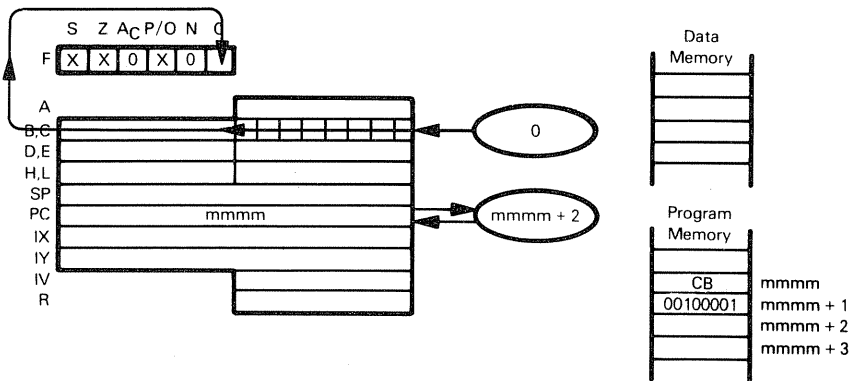 S Z AC P/O N C
F X X 0 X 0
A
B,C
0
D,E
H,L
SP
PC mmmm
mmmm + 2
IX
IY
IV
R
Data
Memory
Program
Memory
CB mmmm
00100001 mmmm + 1
mmmm + 2
mmmm + 3